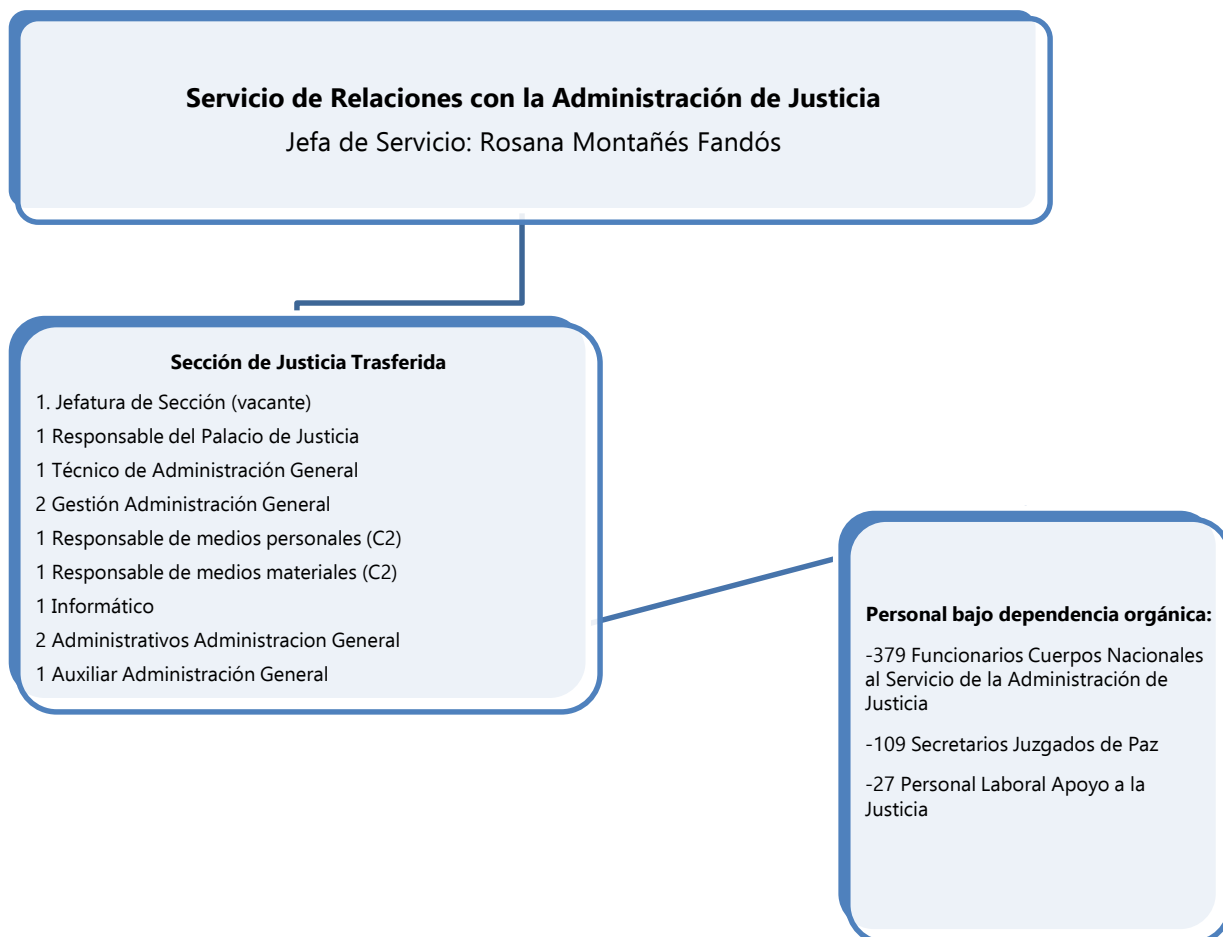 Servicio de Relaciones con la Administración de Justicia
Jefa de Servicio: Rosana Montañés Fandós
Sección de Justicia Trasferida
1. Jefatura de Sección (vacante)
1 Responsable del Palacio de Justicia
1 Técnico de Administración General
2 Gestión Administración General
1 Responsable de medios personales (C2)
1 Responsable de medios materiales (C2)
1 Informático
2 Administrativos Administracion General
1 Auxiliar Administración General
Personal bajo dependencia orgánica:
-379 Funcionarios Cuerpos Nacionales
al Servicio de la Administración de
Justicia
-109 Secretarios Juzgados de Paz
-27 Personal Laboral Apoyo a la
Justicia